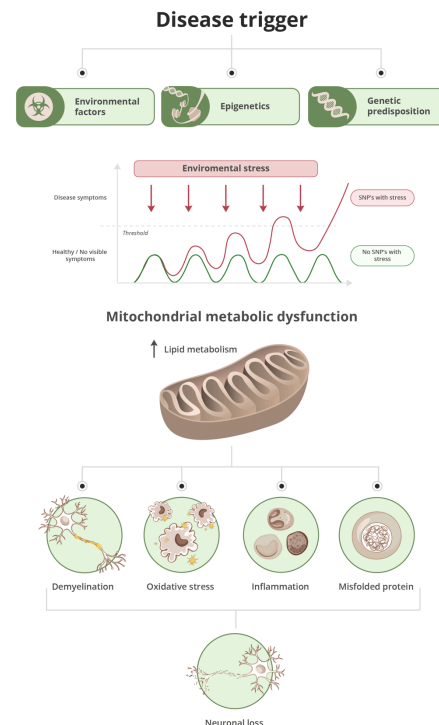 Disease trigger
Environmental
factors
Epigenetics
Genetic
predisposition
Enviromental stress
Disease symptoms
SNP's with stress
Threshold
Healthy / No visible
symptoms
No SNP's with
stress
Mitochondrial metabolic dysfunction
Lipid metabolism
Demyelination
Oxidative stress
Inflammation
Misfolded protein
Neuronal loss